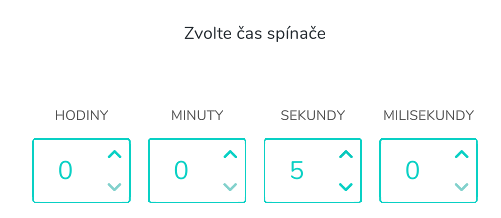 Zvolte čas spínače
HODINY MINUTY SEKUNDY MILISEKUNDY
0 0 5 0